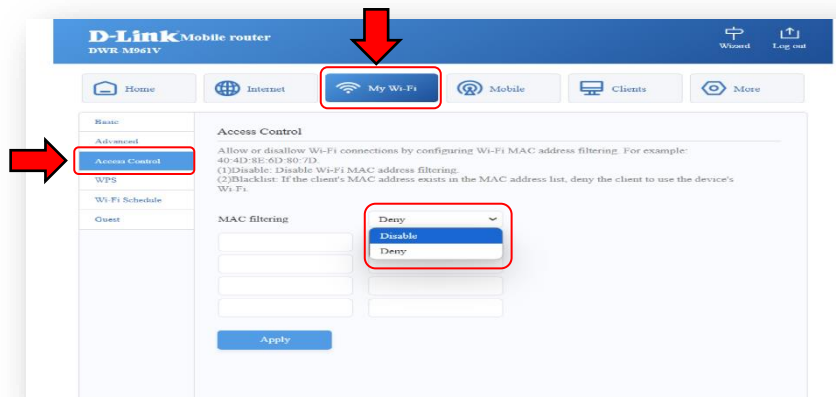 D-Link Mobile router
DWR-M961V
Wizard
Log out
Home
Internet
My Wi-Fi
Mobile
Clients
More
Basic
Advanced
Access Control
WPS
Wi-Fi Schedule
Guest
Access Control
Allow or disallow Wi-Fi connections by configuring Wi-Fi MAC address filtering. For example:
40:4D:8E:6D:80:7D.
(1)Disable: Disable Wi-Fi MAC address filtering.
(2)Blacklist: If the client's MAC address exists in the MAC address list, deny the client to use the device's
Wi-Fi.
MAC filtering
Deny
Disable
Deny
Apply